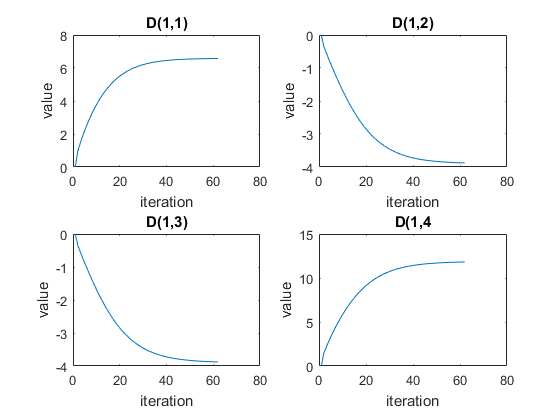 D(1,1)
8
6
4
2
0
value
0 20 40 60 80
iteration
D(1,2)
0
-1
-2
-3
-4
value
0 20 40 60 80
iteration
D(1,3)
0
-1
-2
-3
-4
value
0 20 40 60 80
iteration
D(1,4
15
10
5
0
value
0 20 40 60 80
iteration